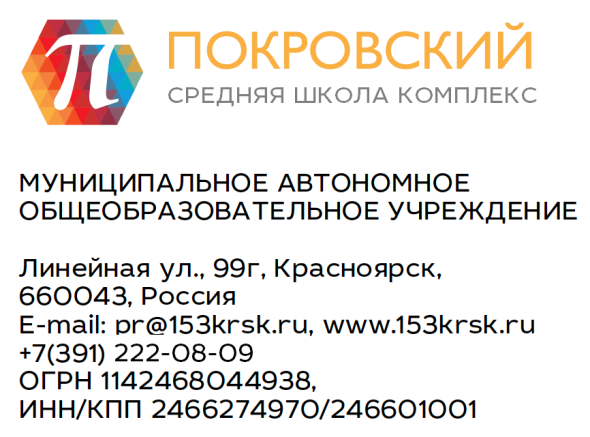 π
ПОКРОВСКИЙ
СРЕДНЯЯ ШКОЛА КОМПЛЕКС
МУНИЦИПАЛЬНОЕ АВТОНОМНОЕ
ОБЩЕОБРАЗОВАТЕЛЬНОЕ УЧРЕЖДЕНИЕ
Линейная ул., 99г, Красноярск,
660043, Россия
E-mail: pr@153krsk.ru, www.153krsk.ru
+7(391) 222-08-09
ОГРН 1142468044938,
ИНН/КПП 2466274970/246601001